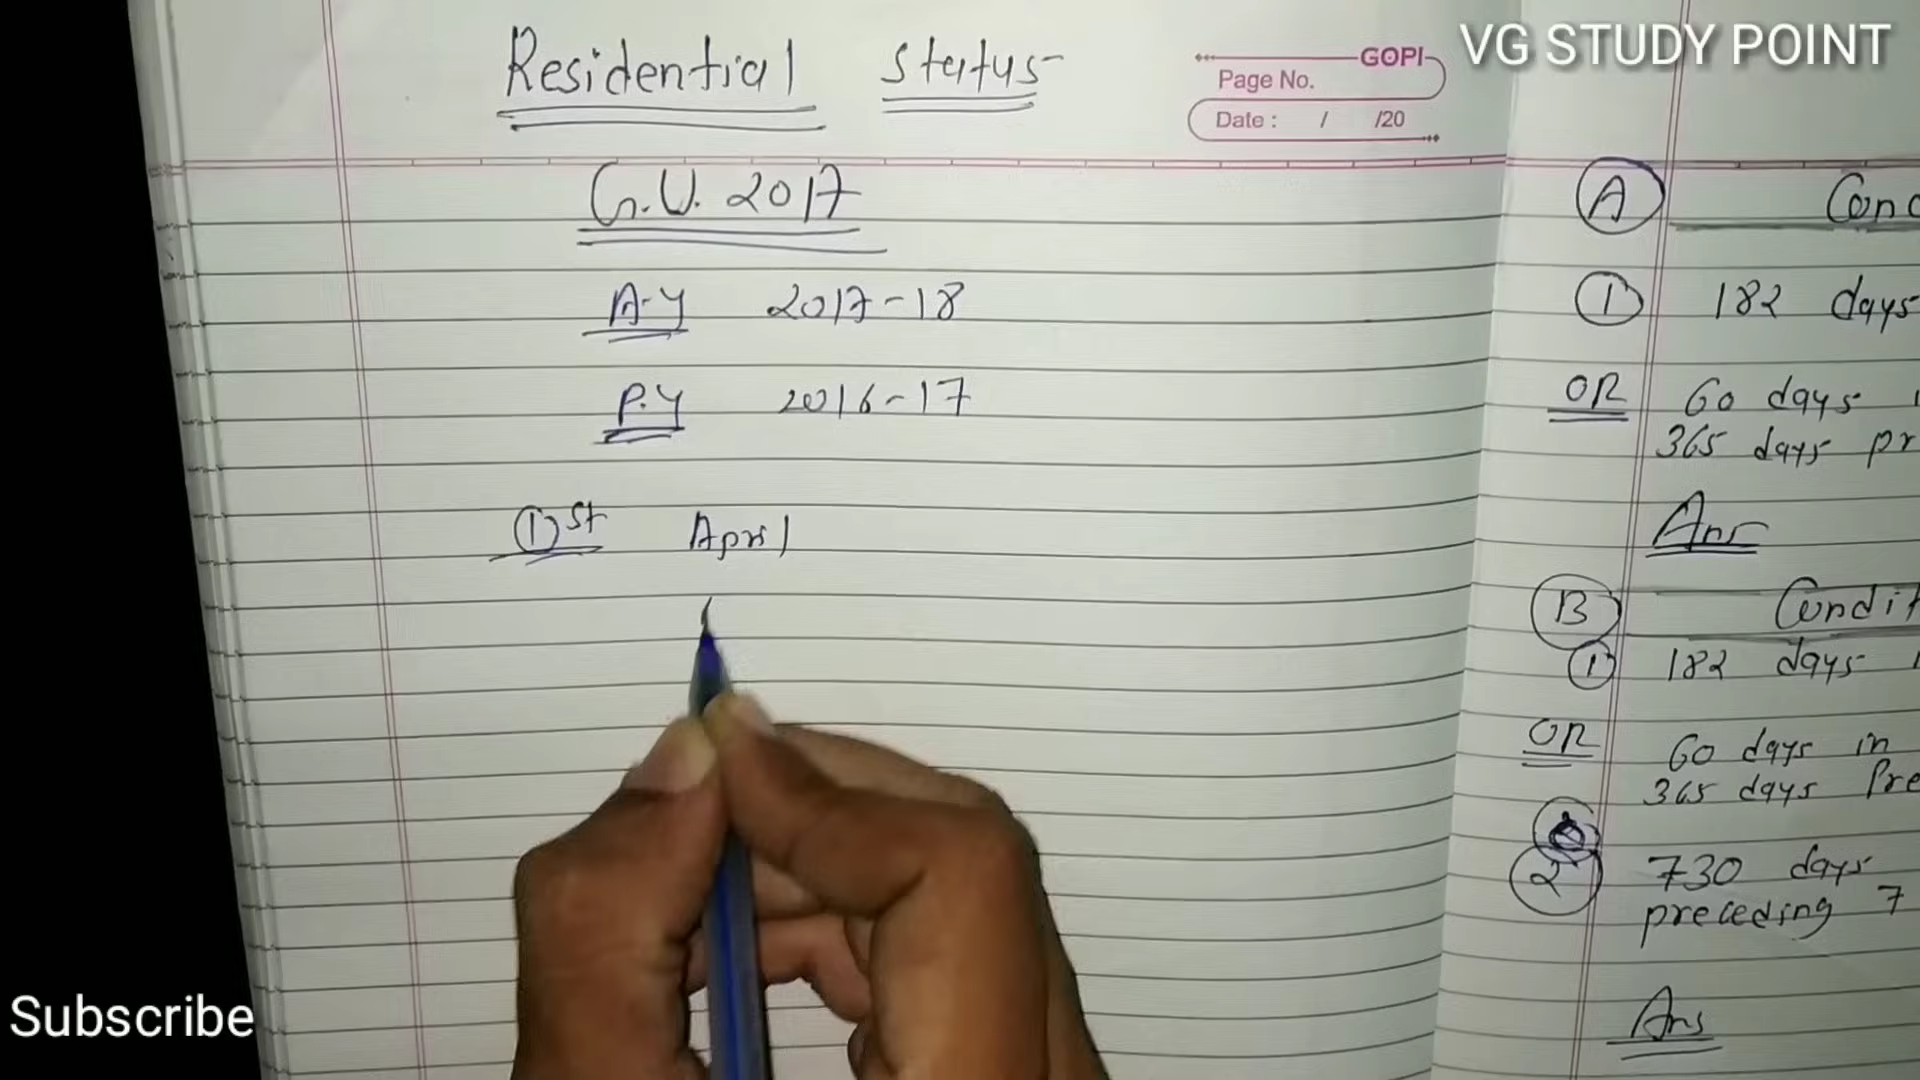 Residential Status
GOPI
Page No.
Date : / /20
VG STUDY POINT
G.U. 2017
A-Y 2017-18
P.Y 2016-17
1 st April
A
1 182 days
OR 60 days
365 days
Ans
B
1 182 days
OR 60 days in
365 days
2 730 days
preceding 7
Ans
Subscribe